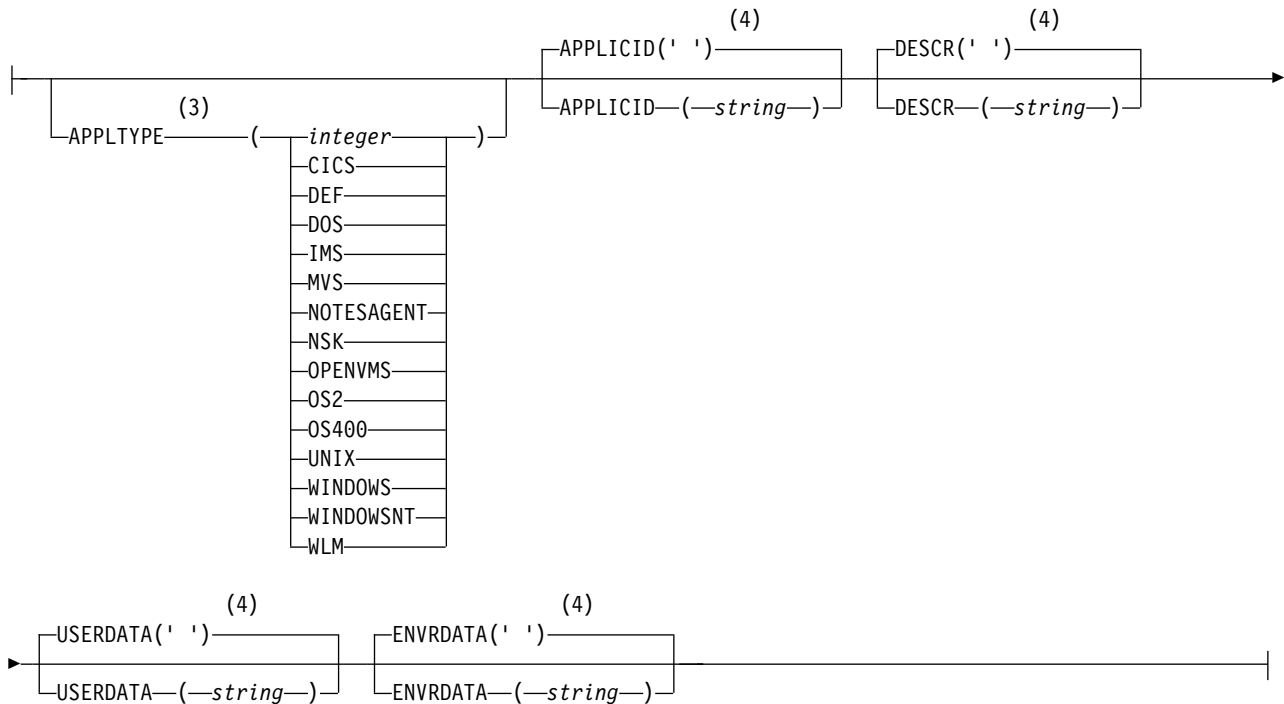 (4) (4)
APPLICID(' ') DESCR(' ')
(3) APPLICID ( string ) DESCR ( string )
APPLTYPE ( integer )
CICS
DEF
DOS
IMS
MVS
NOTESAGENT
NSK
OPENVMS
OS2
OS400
UNIX
WINDOWS
WINDOWSNT
WLM
(4) (4)
USERDATA(' ') ENVRDATA(' ')
USERDATA ( string ) ENVRDATA ( string )